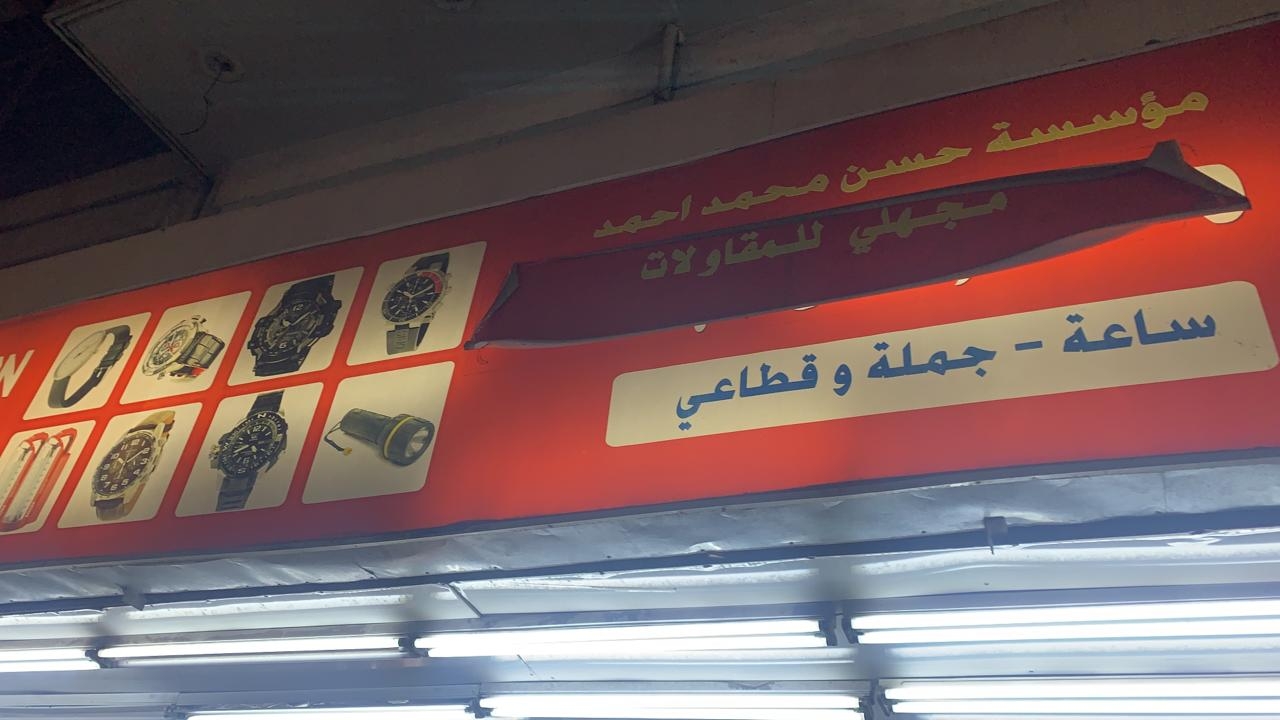 مؤسسة حسن محمد احمد
مجهلي للمقاولات
ساعة - جملة و قطاعي